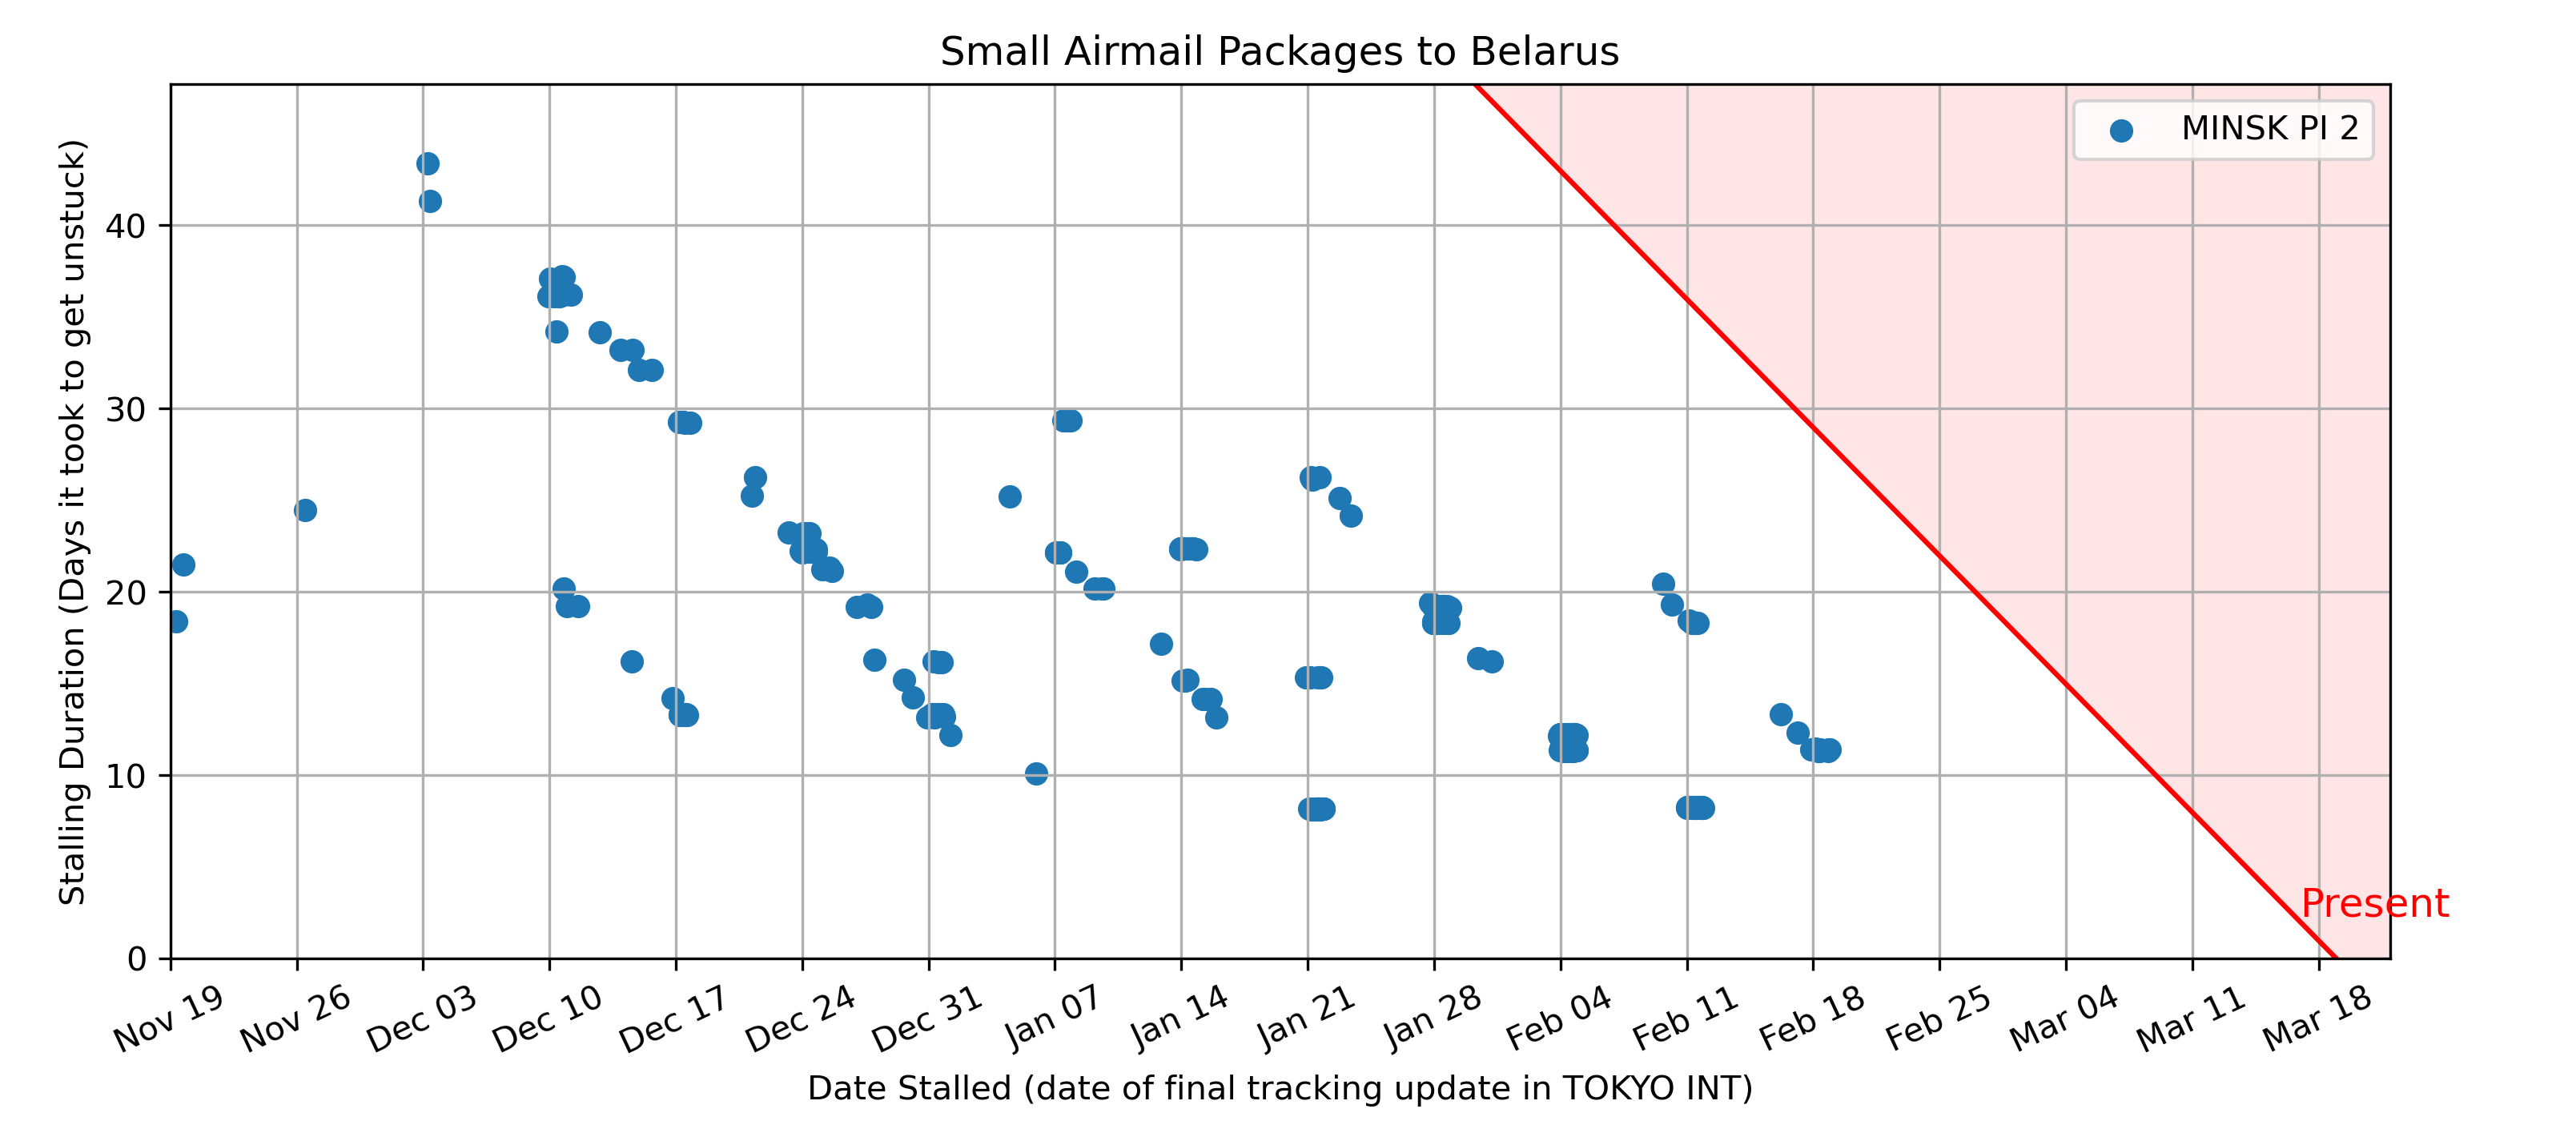 Small Airmail Packages to Belarus
MINSK PI 2
Stalling Duration (Days it took to get unstuck)
40
30
20
10
0
Present
Nov 19
Nov 26
Dec 03
Dec 10
Dec 17
Dec 24
Dec 31
Jan 07
Jan 14
Jan 21
Jan 28
Feb 04
Feb 11
Feb 18
Feb 25
Mar 04
Mar 11
Mar 18
Date Stalled (date of final tracking update in TOKYO INT)